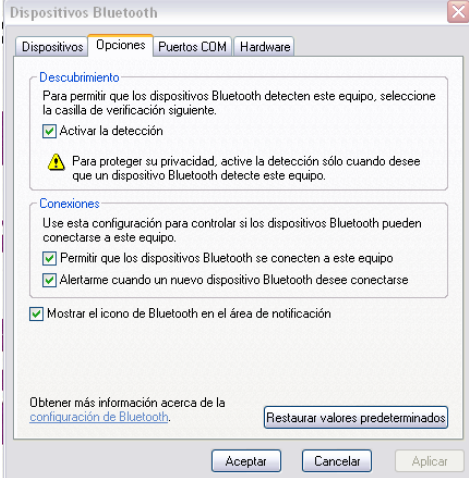 Dispositivos Bluetooth
Dispositivos Opciones Puertos COM Hardware
Descubrimiento
Para permitir que los dispositivos Bluetooth detecten este equipo, seleccione
la casilla de verificación siguiente.
Activar la detección
Para proteger su privacidad, active la detección sólo cuando desee
que un dispositivo Bluetooth detecte este equipo.
Conexiones
Use esta configuración para controlar si los dispositivos Bluetooth pueden
conectarse a este equipo.
Permitir que los dispositivos Bluetooth se conecten a este equipo
Alertarme cuando un nuevo dispositivo Bluetooth desee conectarse
Mostrar el icono de Bluetooth en el área de notificación
Obtener más información acerca de la
configuración de Bluetooth.
Restaurar valores predeterminados
Aceptar Cancelar Aplicar